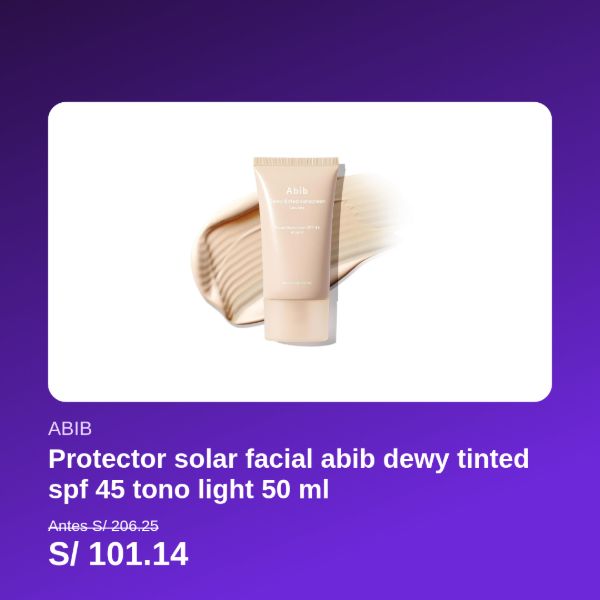 Abib
ABIB
Protector solar facial abib dewy tinted
spf 45 tono light 50 ml
Antes S/ 206.25
S/ 101.14